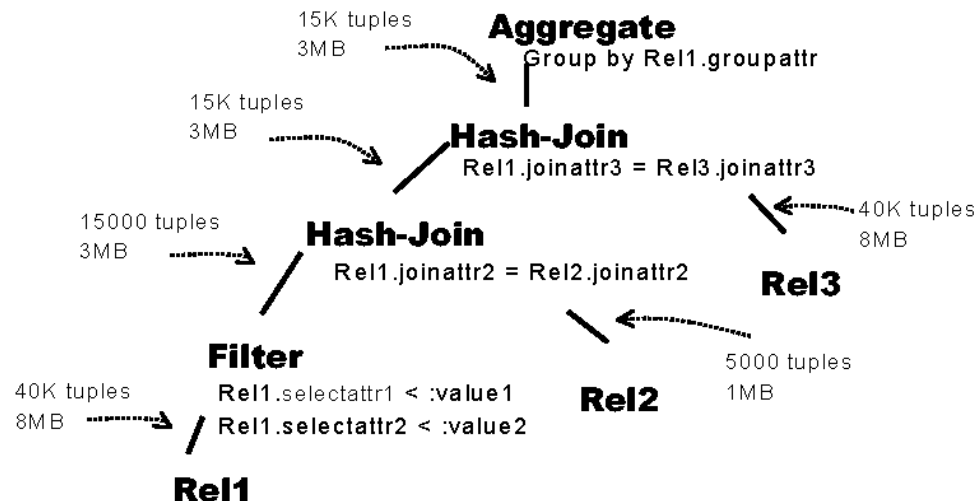 15K tuples
3MB
Aggregate
Group by Rel1.groupattr
15K tuples
3MB
Hash-Join
Rel1.joinattr3 = Rel3.joinattr3
15000 tuples
3MB
Hash-Join
Rel1.joinattr2 = Rel2.joinattr2
40K tuples
8MB
Rel3
Filter
Rel1.selectattr1 < :value1
Rel1.selectattr2 < :value2
40K tuples
8MB
Rel2
5000 tuples
1MB
Rel1